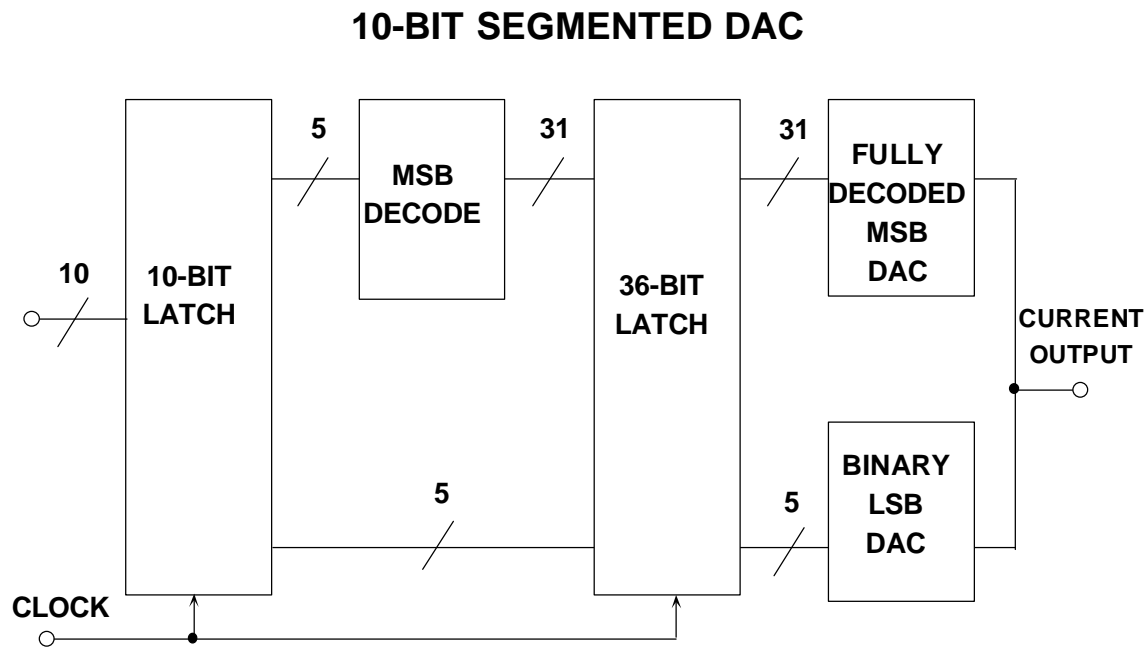 10-BIT SEGMENTED DAC
5
31
31
MSB
DECODE
FULLY
DECODED
MSB
DAC
10
10-BIT
LATCH
36-BIT
LATCH
CURRENT
OUTPUT
5
5
BINARY
LSB
DAC
CLOCK